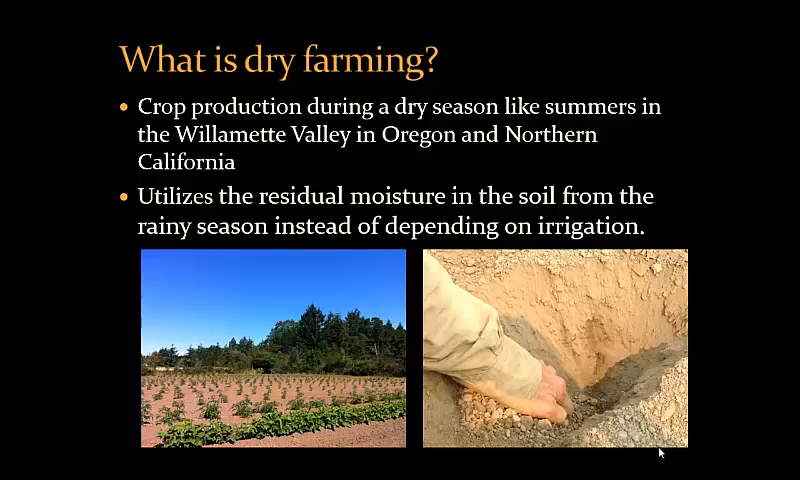 What is dry farming?
Crop production during a dry season like summers in
the Willamette Valley in Oregon and Northern
California
Utilizes the residual moisture in the soil from the
rainy season instead of depending on irrigation.